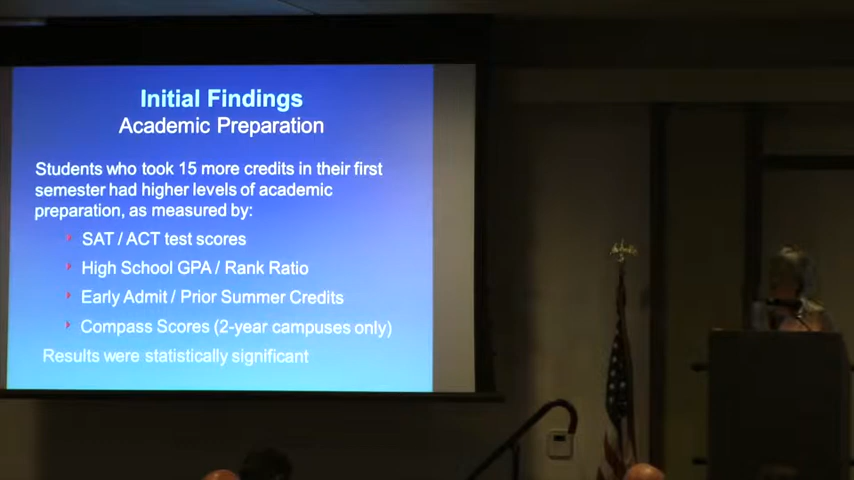 Initial Findings
Academic Preparation
Students who took 15 more credits in their first
semester had higher levels of academic
preparation, as measured by:
SAT / ACT test scores
High School GPA / Rank Ratio
Early Admit / Prior Summer Credits
Compass Scores (2-year campuses only)
Results were statistically significant